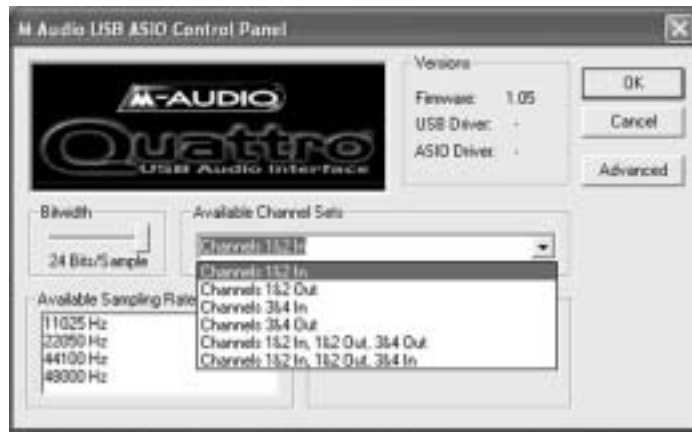 M Audio USB ASIO Control Panel
M-AUDIO
Quattro
USB Audio Interface
Versions
Firmware: 1.05
USB Driver: -
ASIO Driver: -
OK
Cancel
Advanced
Bitwidth
24 Bits/Sample
Available Channel Sets
Channels 1&2 In
Channels 1&2 In
Channels 1&2 Out
Channels 3&4 In
Channels 3&4 Out
Channels 1&2 In, 1&2 Out, 3&4 Out
Channels 1&2 In, 1&2 Out, 3&4 In
Available Sampling Rate
11025 Hz
22050 Hz
44100 Hz
48000 Hz